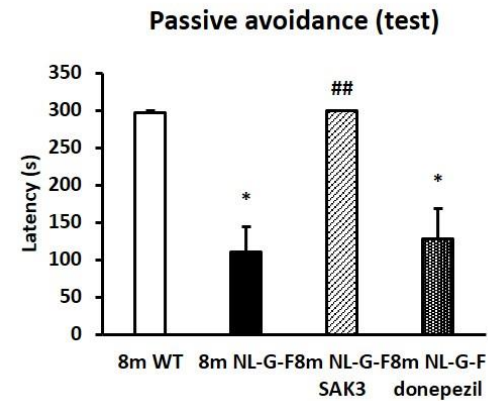 Passive avoidance (test)
Latency (s)
350
300
250
200
150
100
50
0
*
##
*
8m WT 8m NL-G-F 8m NL-G-F 8m NL-G-F
SAK3 donepezil